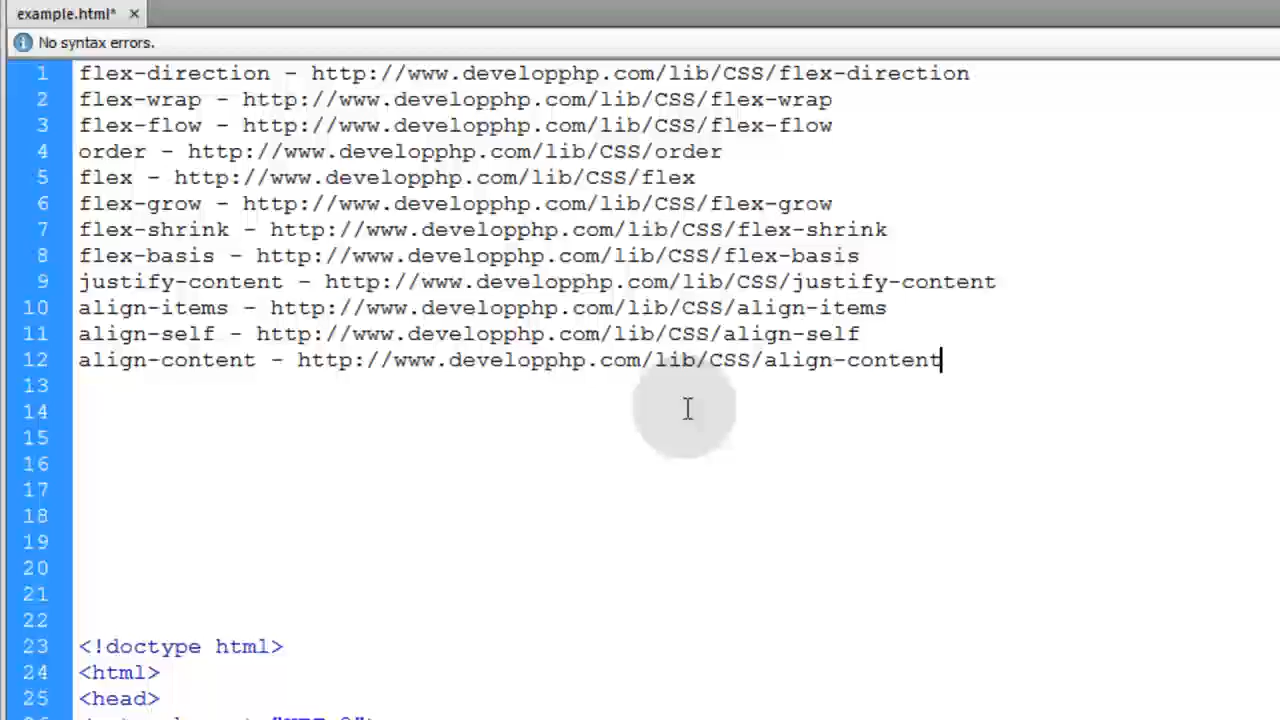 example.html* ×
No syntax errors.
1 flex-direction - http://www.developphp.com/lib/CSS/flex-direction
2 flex-wrap - http://www.developphp.com/lib/CSS/flex-wrap
3 flex-flow - http://www.developphp.com/lib/CSS/flex-flow
4 order - http://www.developphp.com/lib/CSS/order
5 flex - http://www.developphp.com/lib/CSS/flex
6 flex-grow - http://www.developphp.com/lib/CSS/flex-grow
7 flex-shrink - http://www.developphp.com/lib/CSS/flex-shrink
8 flex-basis - http://www.developphp.com/lib/CSS/flex-basis
9 justify-content - http://www.developphp.com/lib/CSS/justify-content
10 align-items - http://www.developphp.com/lib/CSS/align-items
11 align-self - http://www.developphp.com/lib/CSS/align-self
12 align-content - http://www.developphp.com/lib/CSS/align-content
13
14
15
16
17
18
19
20
21
22
23 <!doctype html>
24 <html>
25 <head>